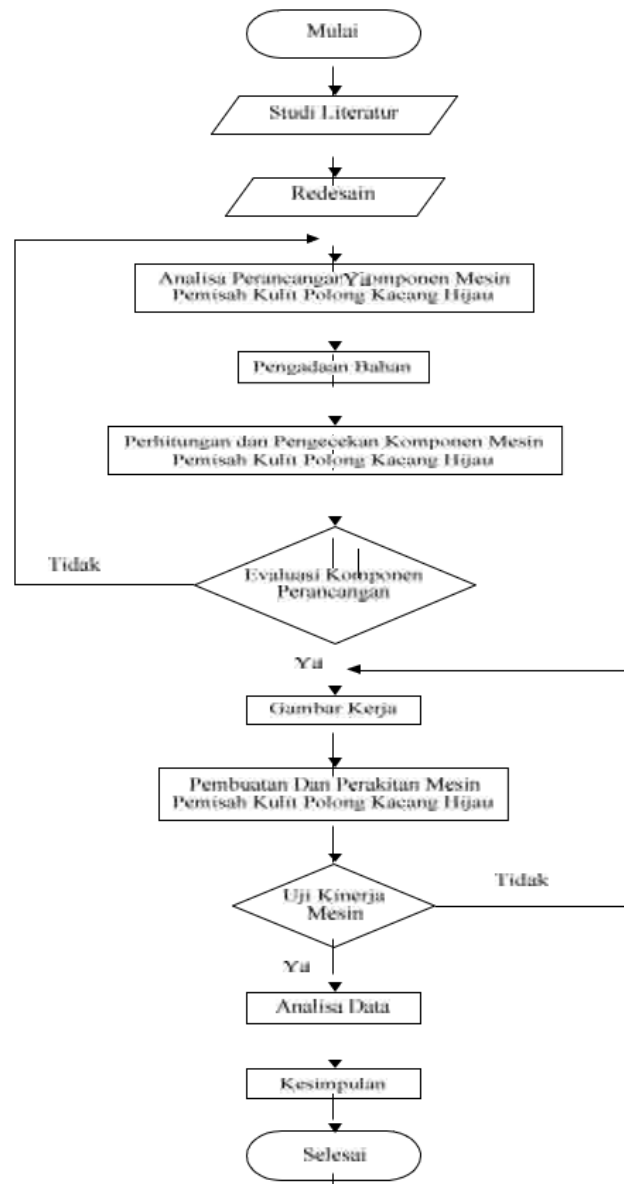 Mulai
Studi Literatur
Redesain
Analisa Perancangan Komponen Mesin
Ya
Pemisah Kulit Polong Kacang Hijau
Pengadaan Bahan
Perhitungan dan Pengecekan Komponen Mesin
Pemisah Kulit Polong Kacang Hijau
Tidak
Evaluasi Komponen
Perancangan
Ya
Gambar Kerja
Pembuatan Dan Perakitan Mesin
Pemisah Kulit Polong Kacang Hijau
Tidak
Uji Kinerja
Mesin
Ya
Analisa Data
Kesimpulan
Selesai